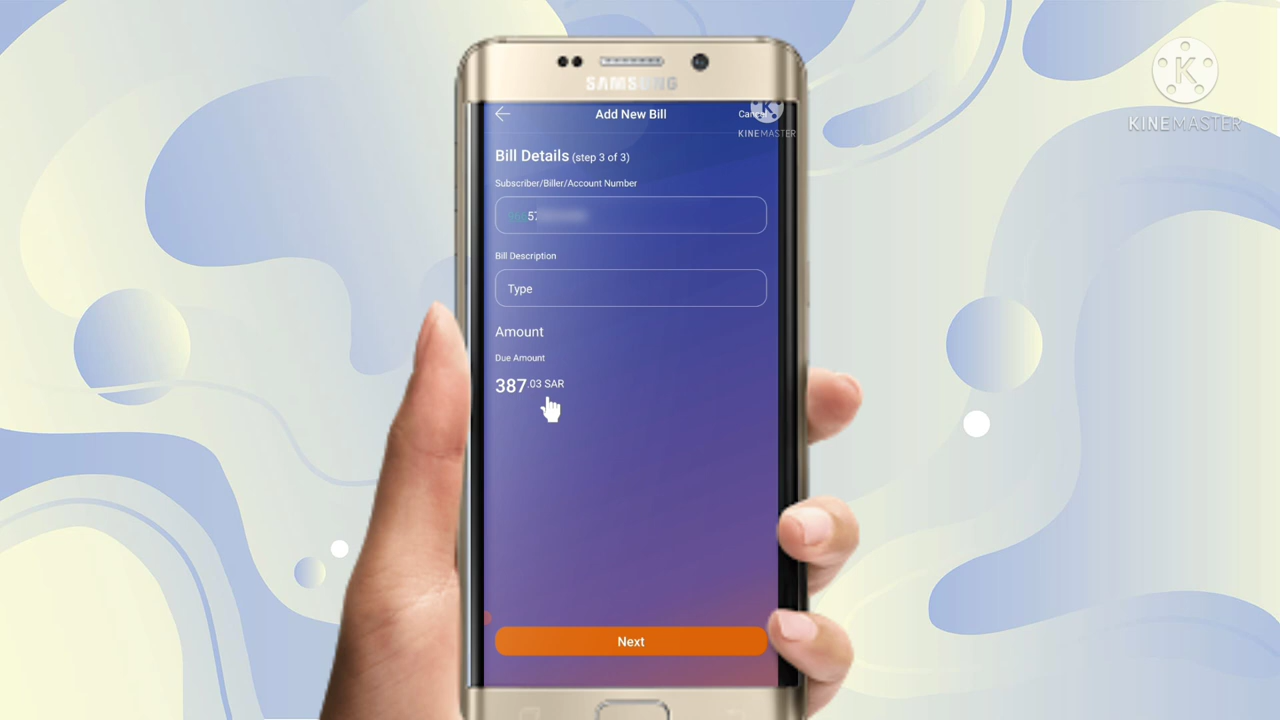 SAMSUNG
Add New Bill
KINEMASTER
Bill Details (step 3 of 3)
Subscriber/Biller/Account Number
57
Bill Description
Type
Amount
Due Amount
387.03 SAR
Next
K
KINEMASTER